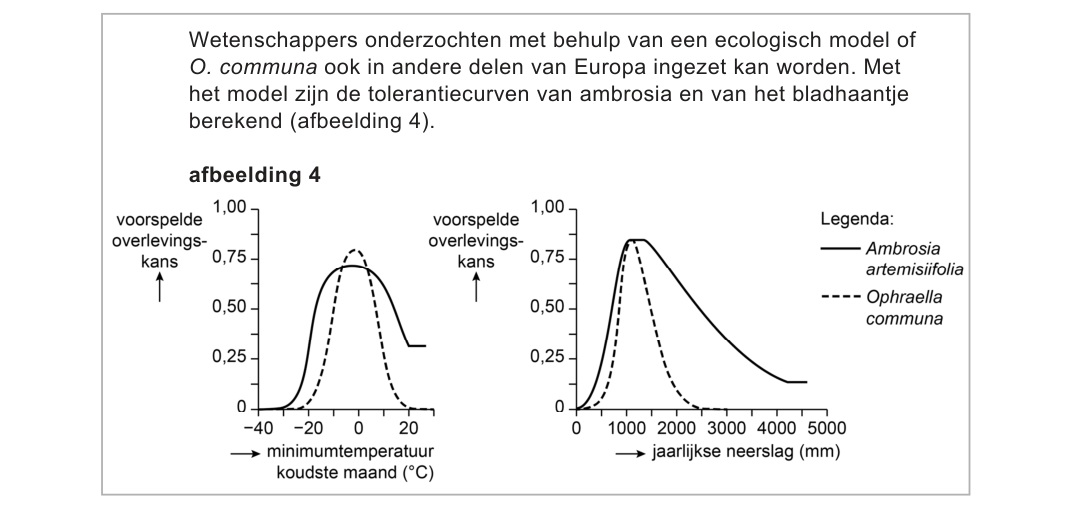 Wetenschappers onderzochten met behulp van een ecologisch model of
O. communa ook in andere delen van Europa ingezet kan worden. Met
het model zijn de tolerantiecurven van ambrosia en van het bladhaantje
berekend (afbeelding 4).
afbeelding 4
voorspelde
overlevings-
kans
1,00
0,75
0,50
0,25
0
−40 −20 0 20
minimumtemperatuur
koudste maand (°C)
voorspelde
overlevings-
kans
1,00
0,75
0,50
0,25
0
0 1000 2000 3000 4000 5000
jaarlijkse neerslag (mm)
Legenda:
Ambrosia
artemisiifolia
Ophraella
communa